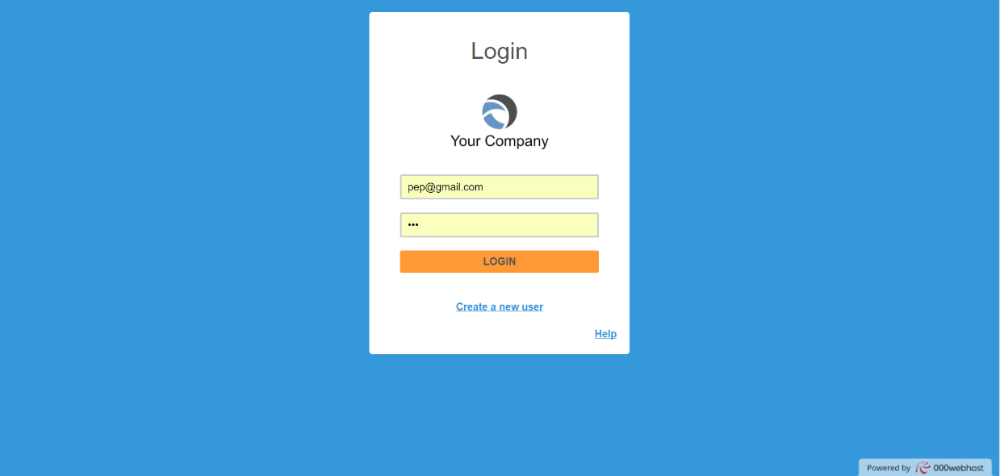 Login
Your Company
pep@gmail.com
•••
LOGIN
Create a new user
Help
Powered by 000webhost